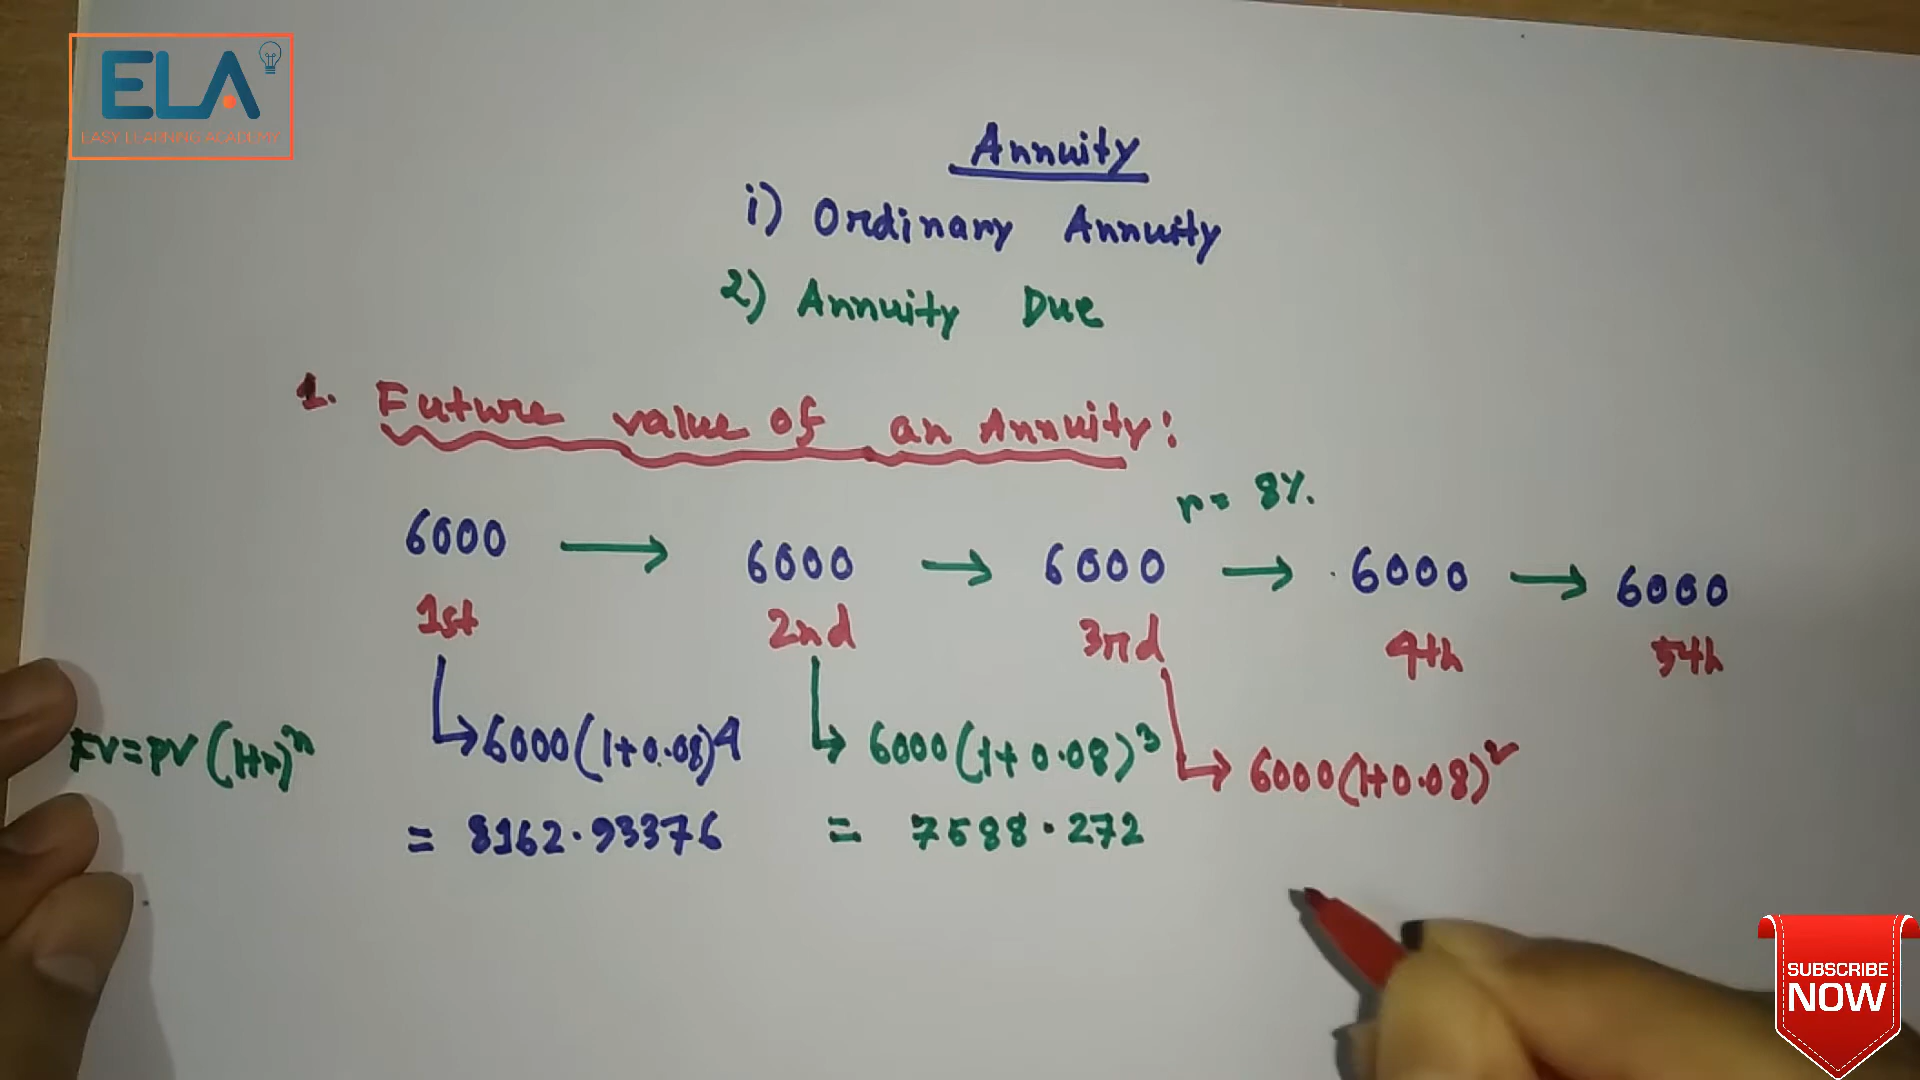 ELA
EASY LEARNING ACADEMY
Annuity
i) Ordinary Annuity
2) Annuity Due
1. Future value of an Annuity:
r = 8%.
6000 → 6000 → 6000 → 6000 → 6000
1st 2nd 3rd 4th 5th
FV=PV(1+r)^n
6000(1+0.08)^4 6000(1+0.08)^3 6000(1+0.08)^2
= 8162.93376 = 7588.272
SUBSCRIBE
NOW